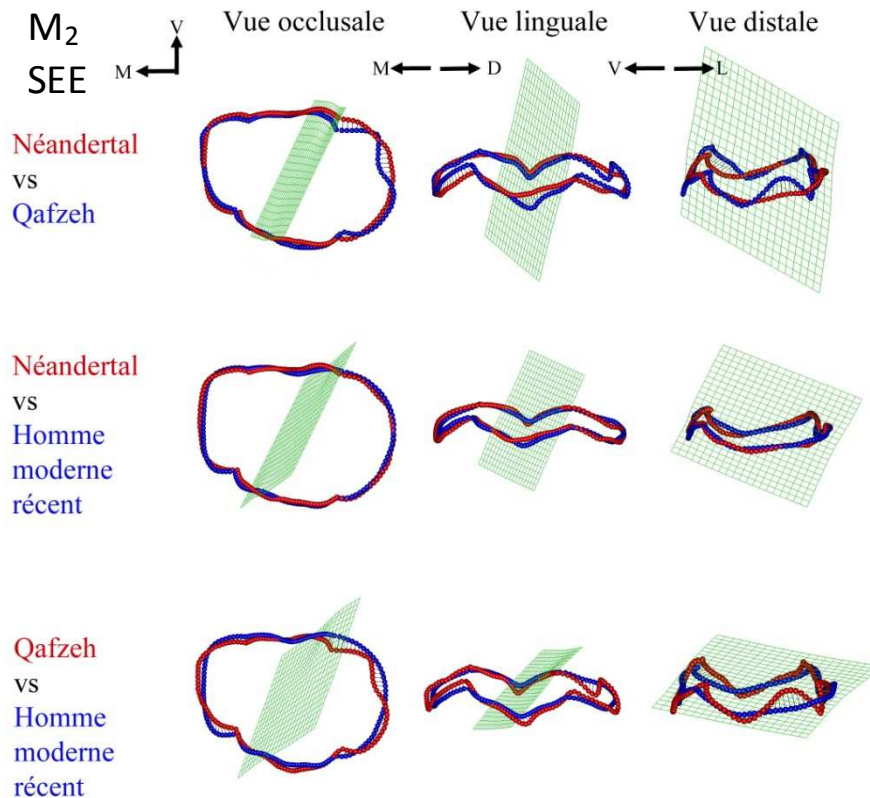 M₂
SEE
Vue occlusale
Vue linguale
Vue distale
V
M
M
D
V
L
Néandertal
vs
Qafzeh
Néandertal
vs
Homme
moderne
récent
Qafzeh
vs
Homme
moderne
récent